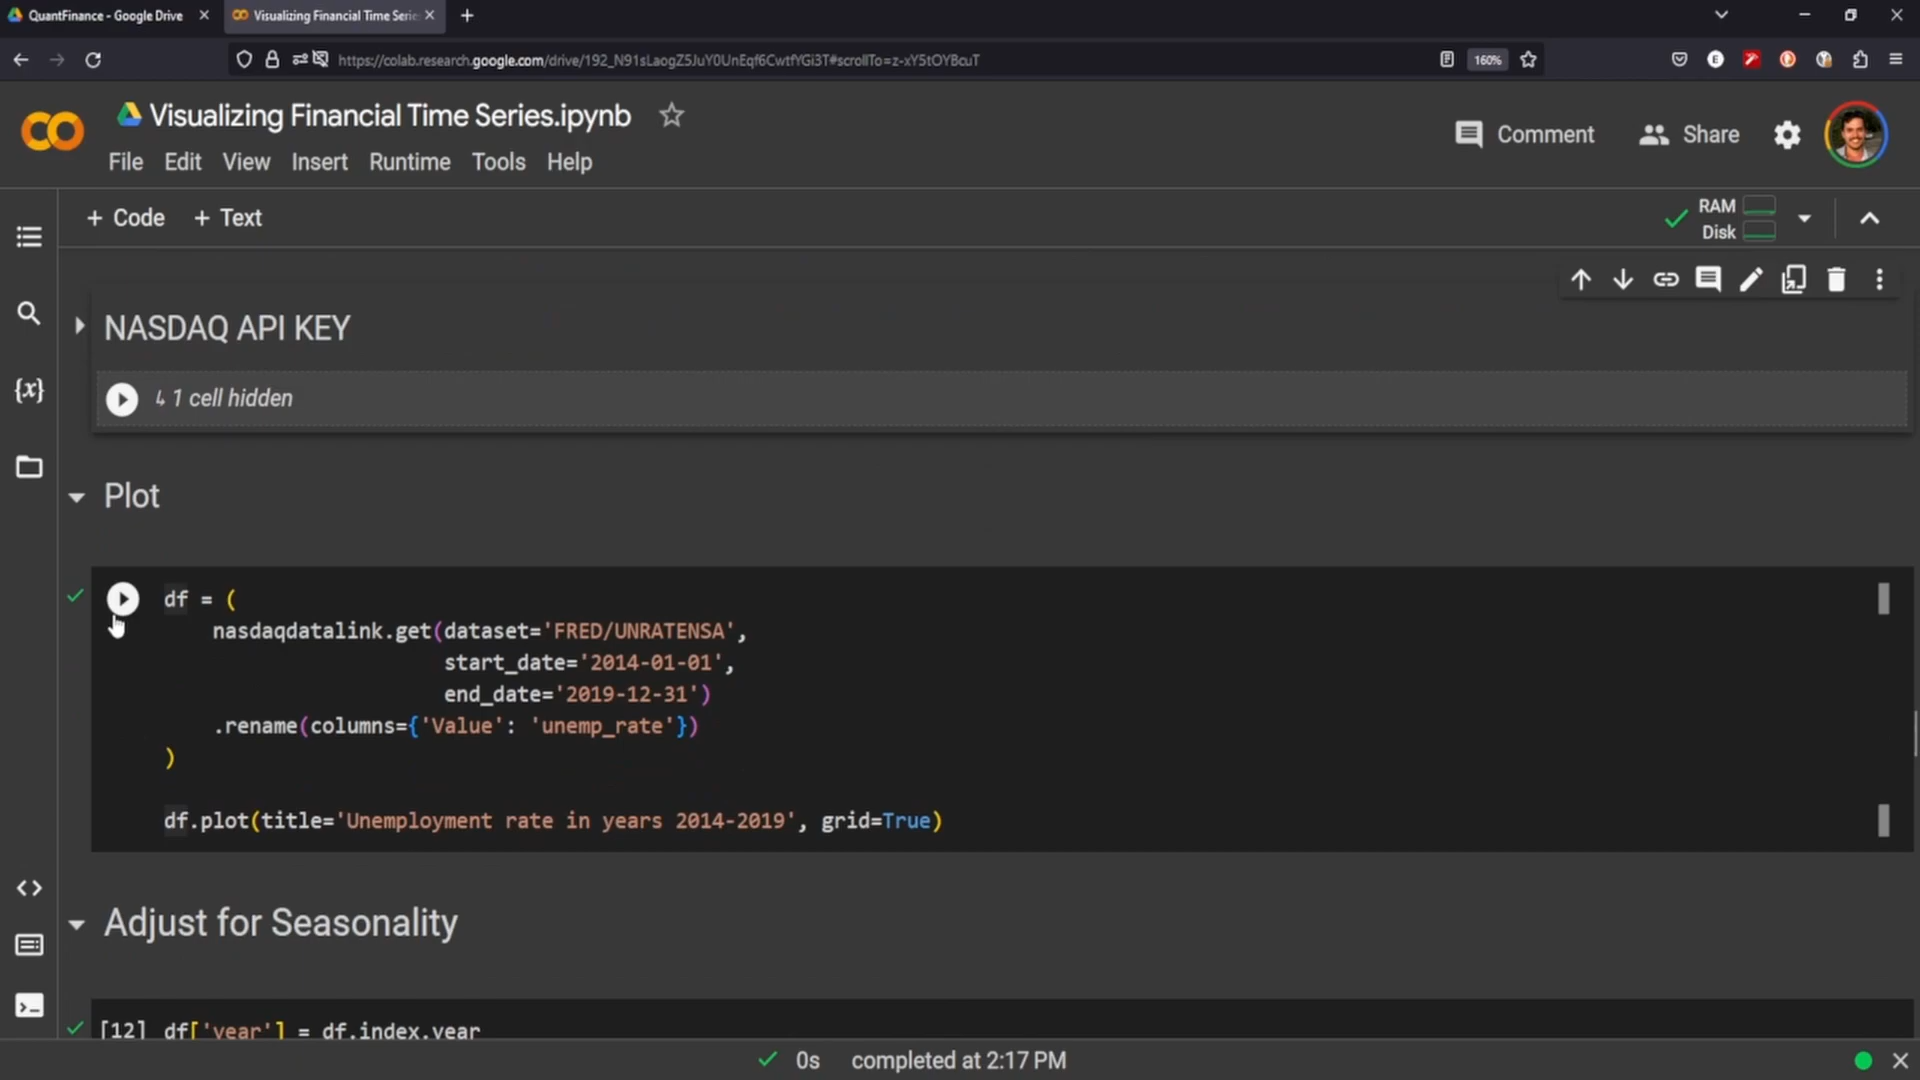 QuantFinance - Google Drive
Visualizing Financial Time Serie
https://colab.research.google.com/drive/192_N91sLaogZ5JuY0UnEqf6CwtfYGi3T#scrollTo=z-xY5tOYBcuT
160%
Visualizing Financial Time Series.ipynb
File Edit View Insert Runtime Tools Help
Comment
Share
+ Code + Text
RAM
Disk
NASDAQ API KEY
1 cell hidden
Plot
df = (
nasdaqdatalink.get(dataset='FRED/UNRATENSA',
start_date='2014-01-01',
end_date='2019-12-31')
.rename(columns={'Value': 'unemp_rate'})
)
df.plot(title='Unemployment rate in years 2014-2019', grid=True)
Adjust for Seasonality
[12] df['year'] = df.index.year
0s completed at 2:17 PM